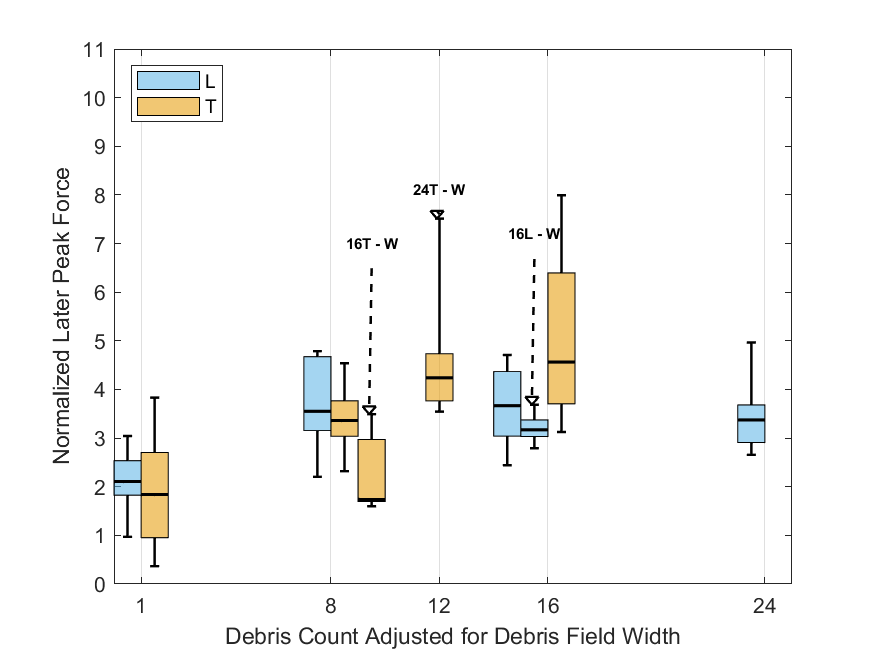 11
10
9
8
7
6
5
4
3
2
1
0
Normalized Later Peak Force
L
T
16T - W
24T - W
16L - W
1
8
12
16
24
Debris Count Adjusted for Debris Field Width